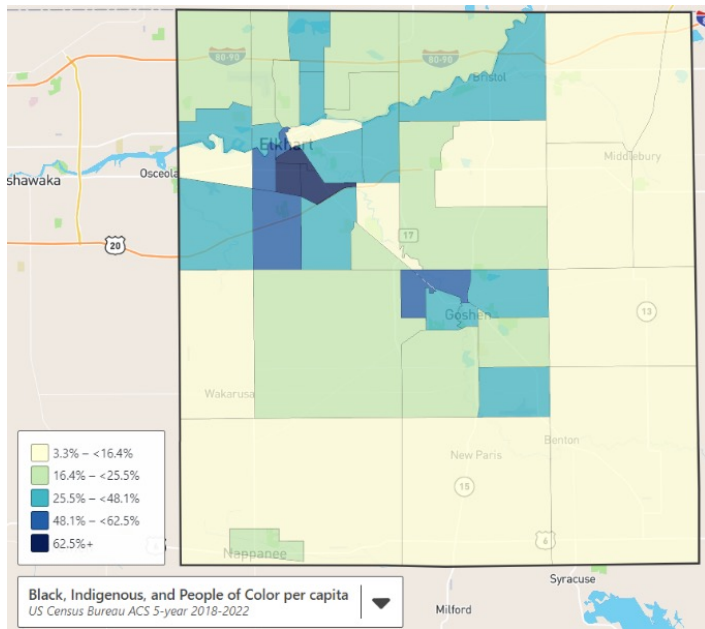 80-90
80-90
Bristol
Elkhart
Middlebury
shawaka
Osceola
20
17
13
Goshen
Wakarusa
Benton
New Paris
15
6
6
Nappanee
3.3% – <16.4%
16.4% – <25.5%
25.5% – <48.1%
48.1% – <62.5%
62.5%+
Black, Indigenous, and People of Color per capita
US Census Bureau ACS 5-year 2018-2022
Syracuse
Milford